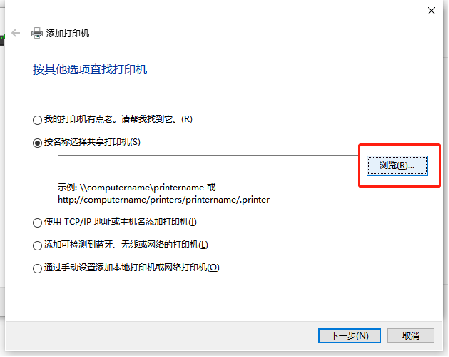 添加打印机
按其他选项查找打印机
我的打印机有点老。请帮我找到它。(R)
按名称选择共享打印机(S)
浏览(R)...
示例: \\computername\printername 或
http://computername/printers/printername/.printer
使用 TCP/IP 地址或主机名添加打印机(I)
添加可检测到蓝牙、无线或网络的打印机(L)
通过手动设置添加本地打印机或网络打印机(O)
下一步(N)
取消